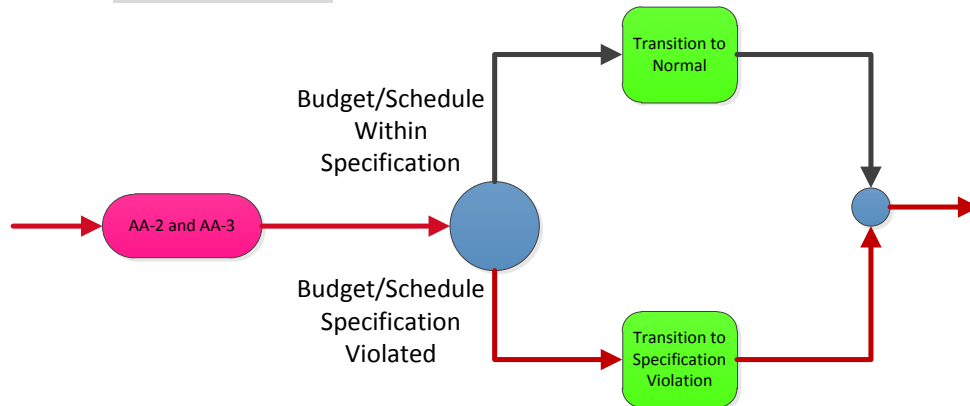 Transition to
Normal
Budget/Schedule
Within
Specification
AA-2 and AA-3
Budget/Schedule
Specification
Violated
Transition to
Specification
Violation